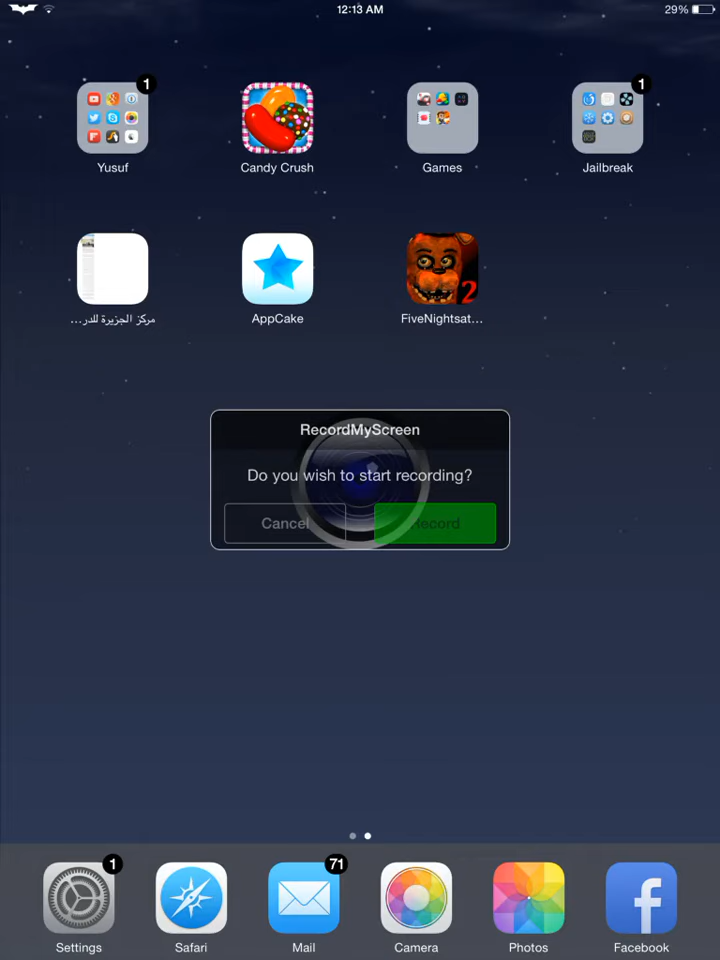 12:13 AM
29%
1
1
Yusuf
Candy Crush
Games
Jailbreak
مركز الجزيرة للدر...
AppCake
2
FiveNightsat...
RecordMyScreen
Do you wish to start recording?
Cancel
Record
1
71
Settings
Safari
Mail
Camera
Photos
Facebook